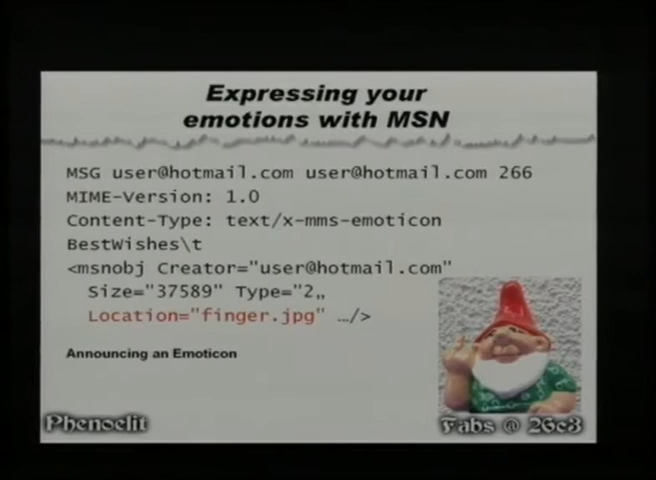 Expressing your
emotions with MSN
MSG user@hotmail.com user@hotmail.com 266
MIME-Version: 1.0
Content-Type: text/x-mms-emoticon
BestWishes\t
<msnobj Creator="user@hotmail.com"
Size="37589" Type="2„
Location="finger.jpg" …/>
Announcing an Emoticon
Phenoelit
Fabs @ 26c3